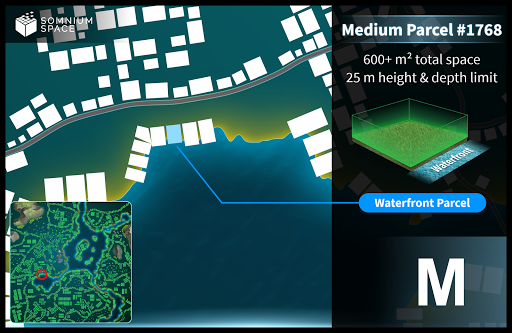 SOMNIUM
SPACE
Medium Parcel #1768
600+ m² total space
25 m height & depth limit
Waterfront
Waterfront Parcel
M